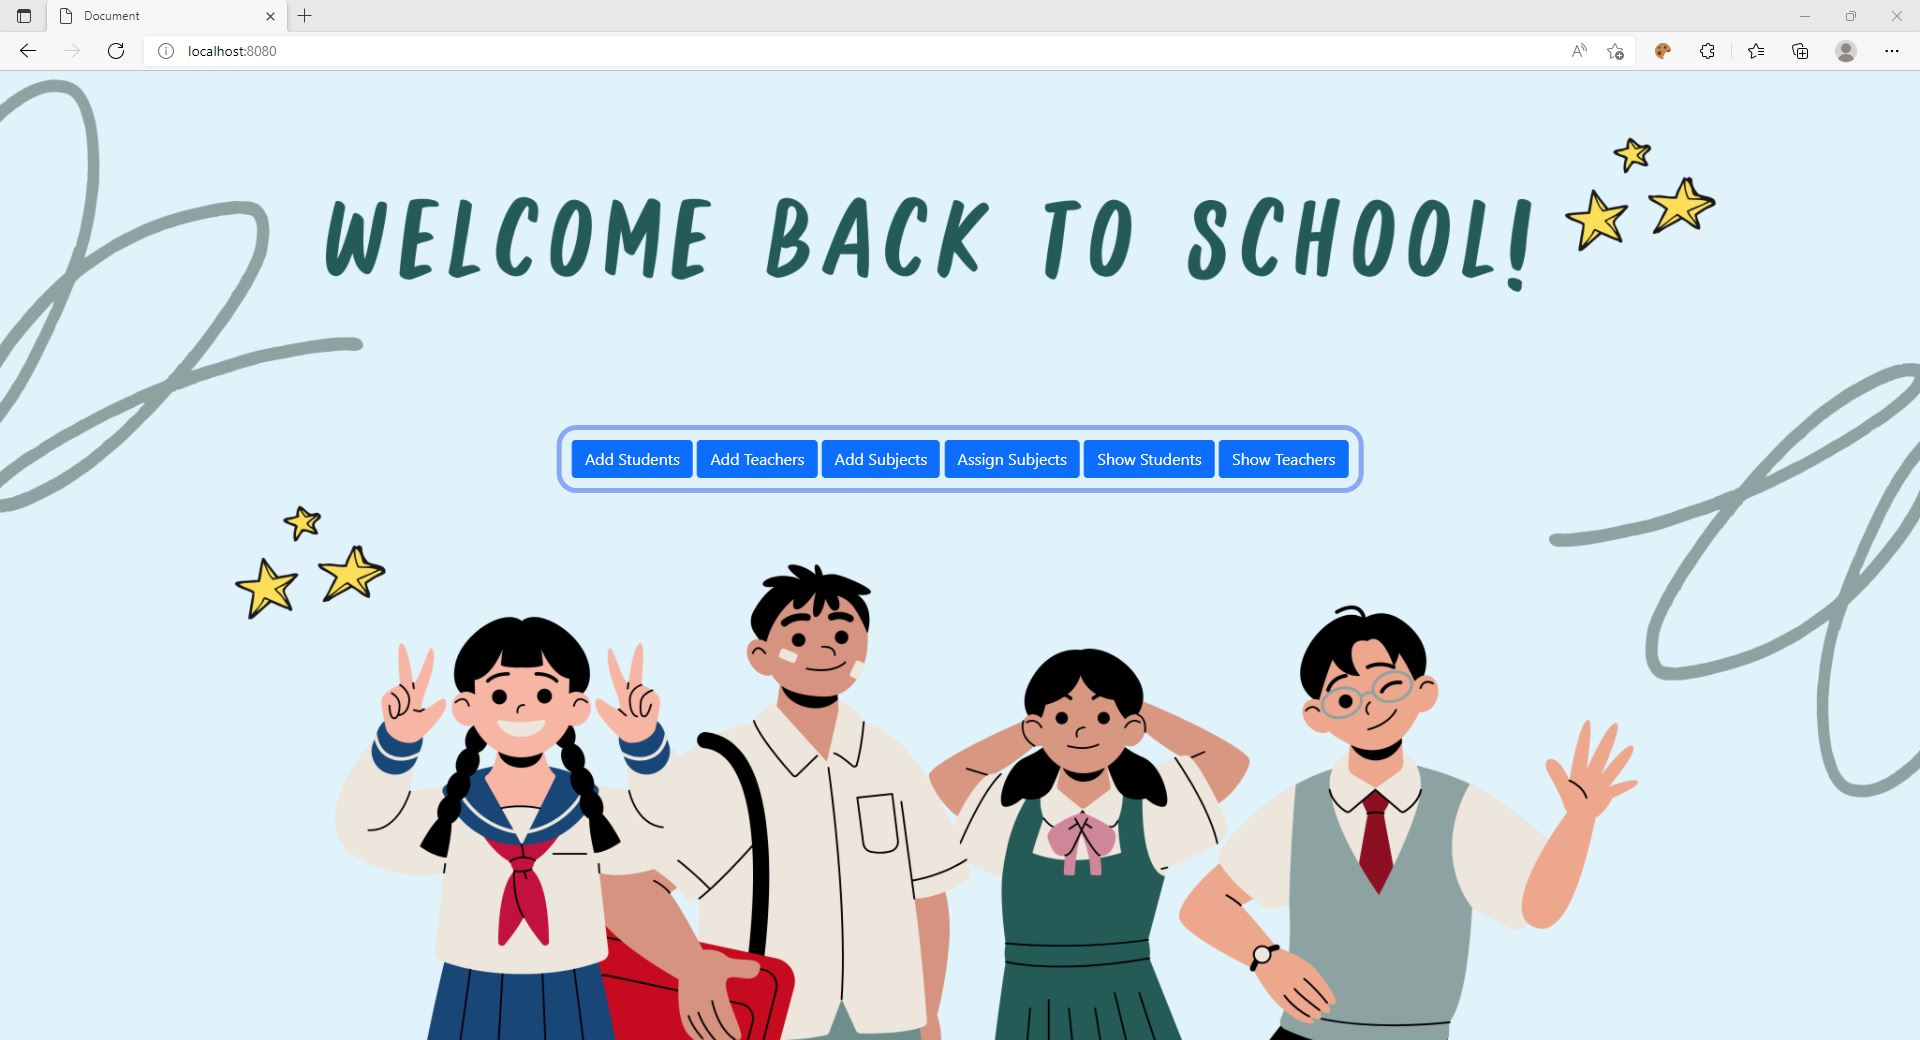 Document
localhost:8080
WELCOME BACK TO SCHOOL!
Add Students Add Teachers Add Subjects Assign Subjects Show Students Show Teachers